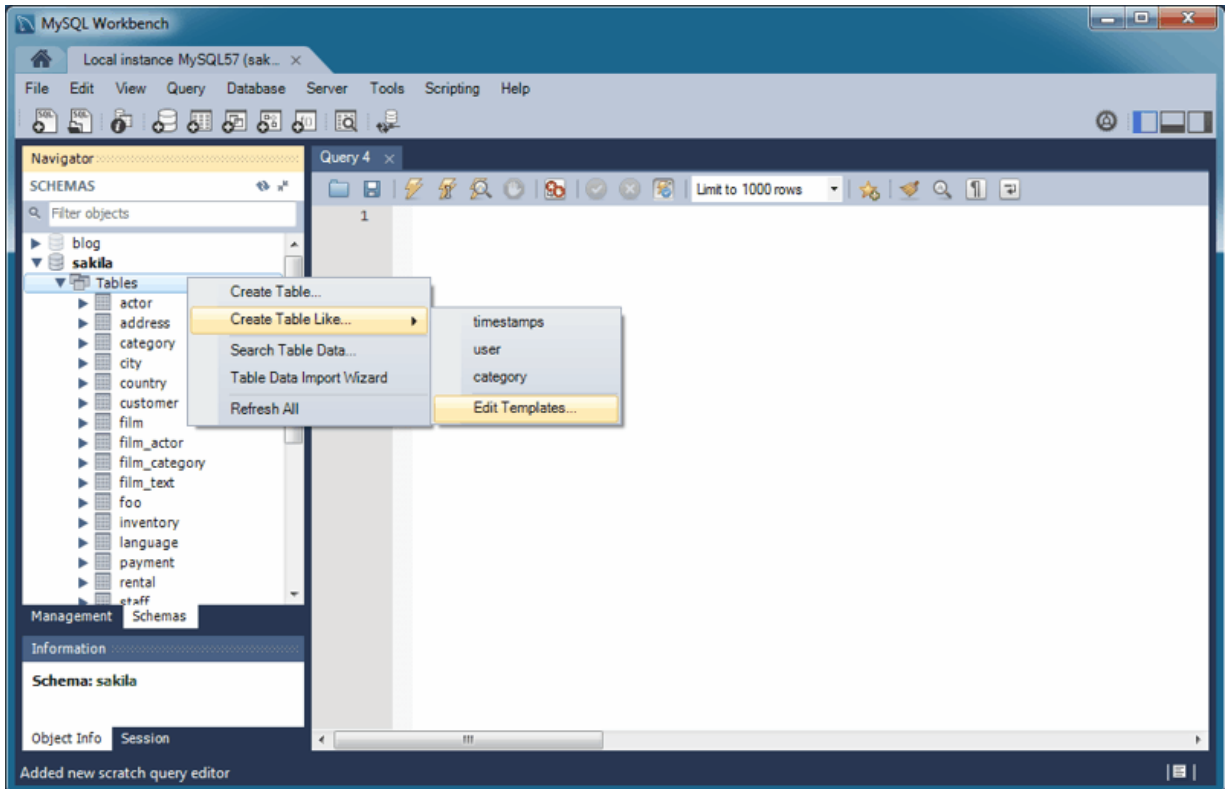 MySQL Workbench
Local instance MySQL57 (sak...
File Edit View Query Database Server Tools Scripting Help
Navigator
Query 4
SCHEMAS
Limit to 1000 rows
Filter objects
1
blog
sakila
Tables
actor
address
category
city
country
customer
film
film_actor
film_category
film_text
foo
inventory
language
payment
rental
staff
Create Table...
Create Table Like...
Search Table Data...
Table Data Import Wizard
Refresh All
timestamps
user
category
Edit Templates...
Management Schemas
Information
Schema: sakila
Object Info Session
Added new scratch query editor